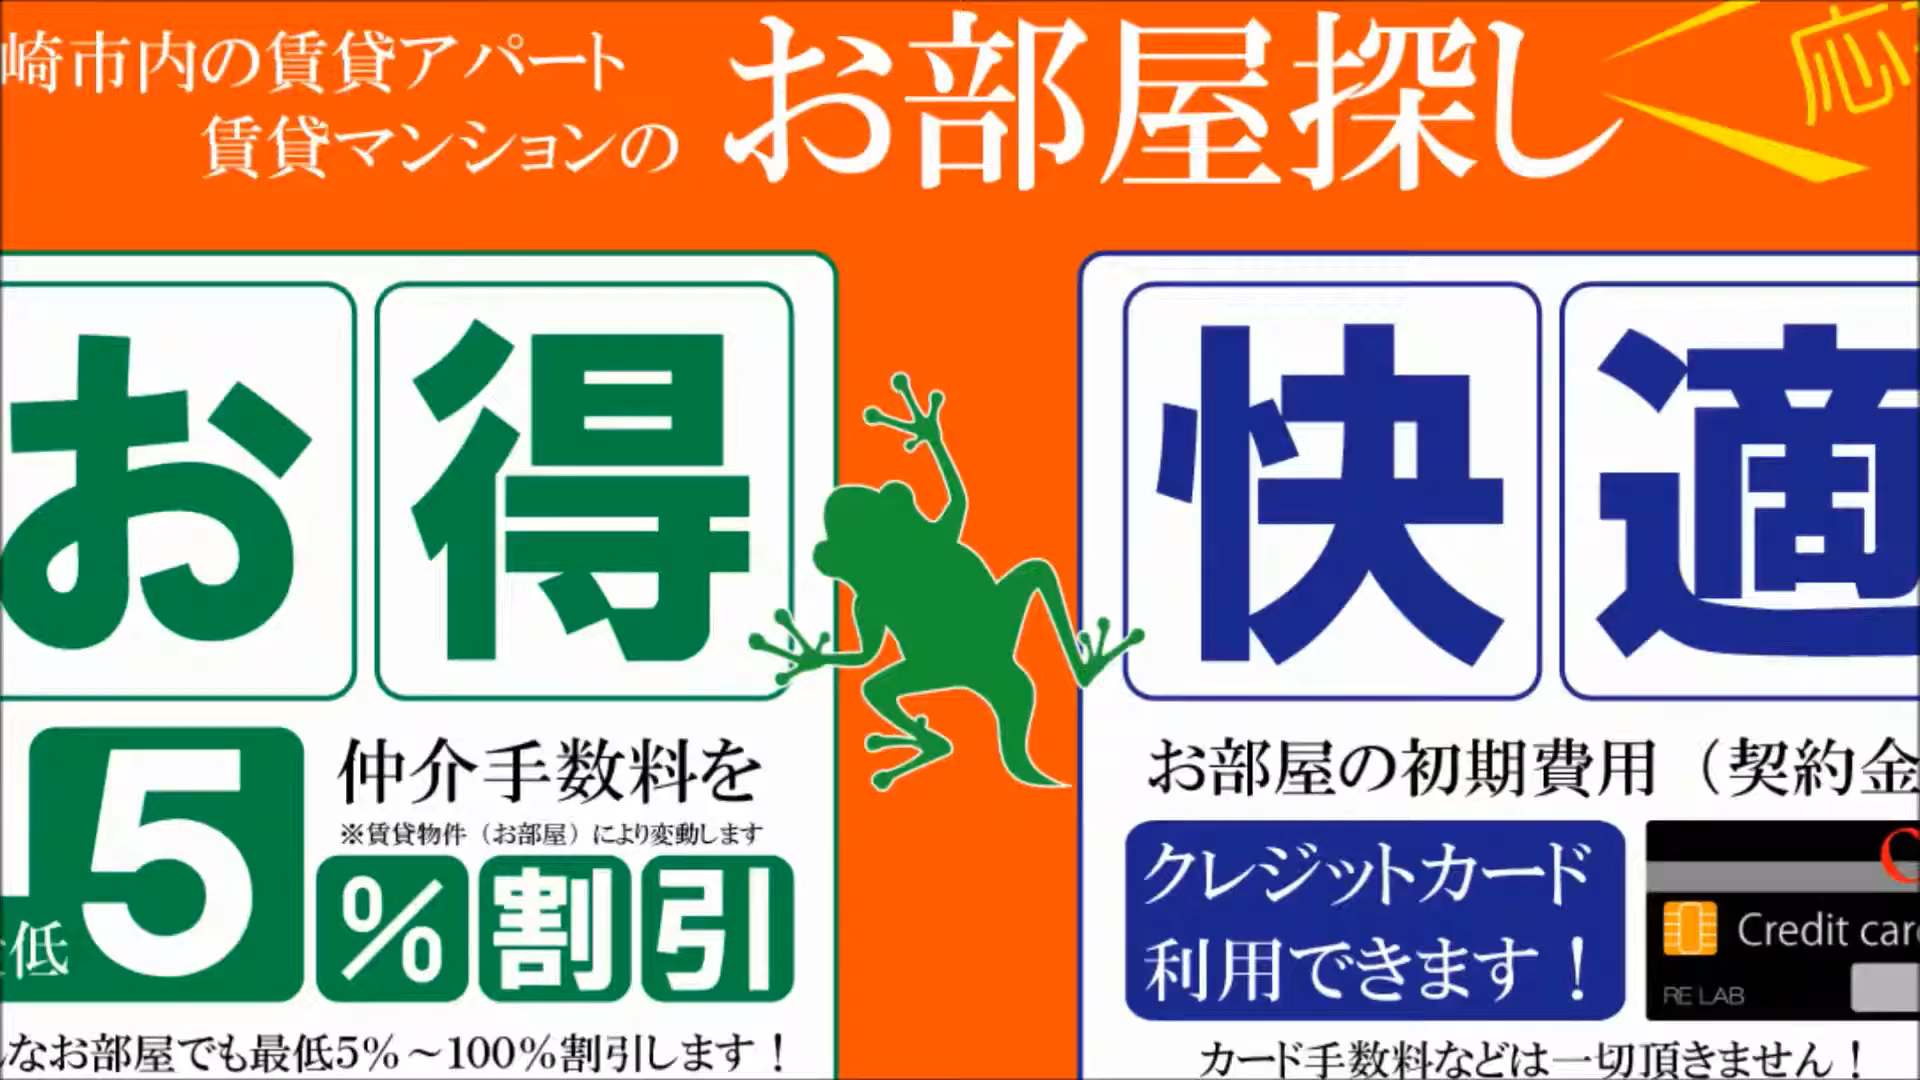 崎市内の賃貸アパート
賃貸マンションの
お部屋探し
応
お得
快適
5
低
仲介手数料を
※賃貸物件（お部屋）により変動します
%割引
なお部屋でも最低5%～100%割引します！
お部屋の初期費用（契約金
クレジットカード
利用できます！
Credit card
RE LAB
カード手数料などは一切頂きません！